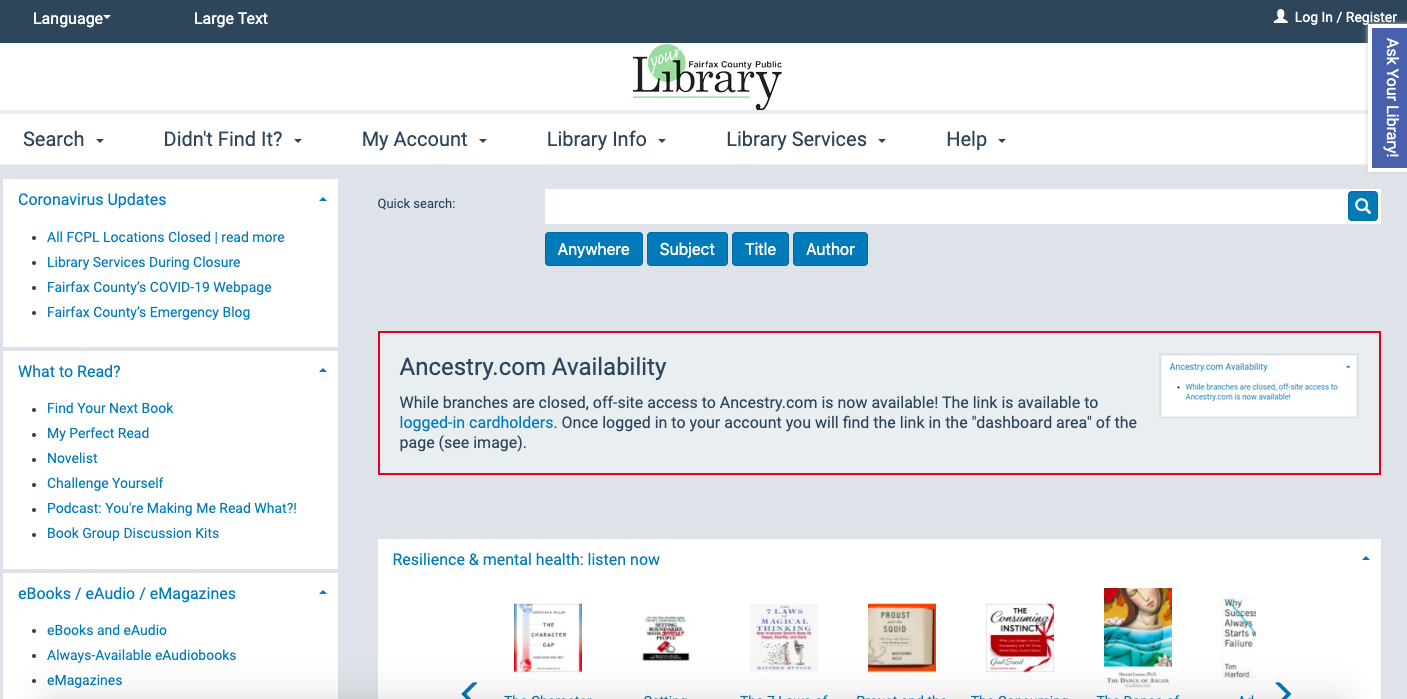 Language
Large Text
Log In / Register
Ask Your Library!
your
Fairfax County Public
Library
Search
Didn't Find It?
My Account
Library Info
Library Services
Help
Coronavirus Updates
All FCPL Locations Closed | read more
Library Services During Closure
Fairfax County’s COVID-19 Webpage
Fairfax County’s Emergency Blog
What to Read?
Find Your Next Book
My Perfect Read
Novelist
Challenge Yourself
Podcast: You're Making Me Read What?!
Book Group Discussion Kits
eBooks / eAudio / eMagazines
eBooks and eAudio
Always-Available eAudiobooks
eMagazines
Quick search:
Anywhere
Subject
Title
Author
Ancestry.com Availability
While branches are closed, off-site access to Ancestry.com is now available! The link is available to
logged-in cardholders. Once logged in to your account you will find the link in the "dashboard area" of the
page (see image).
Ancestry.com Availability
While branches are closed, off-site access to
Ancestry.com is now available!
Resilience & mental health: listen now
THE
CHARACTER
GAP
SETTING
BOUNDARIES
WITH DIFFICULT
PEOPLE
THE
7 LAWS
of
MAGICAL
THINKING
MATTHEW HUTSON
PROUST
and the
SQUID
THE
Consuming
INSTINCT
Gad Saad
Harriet Lerner, Ph.D.
THE DANCE OF ANGER
Why
Success
Always
Starts
Failure
Tim
Harford
The Character
Setting
The 7 Laws of
Proust and the
The Consuming
The Dance of
Ad